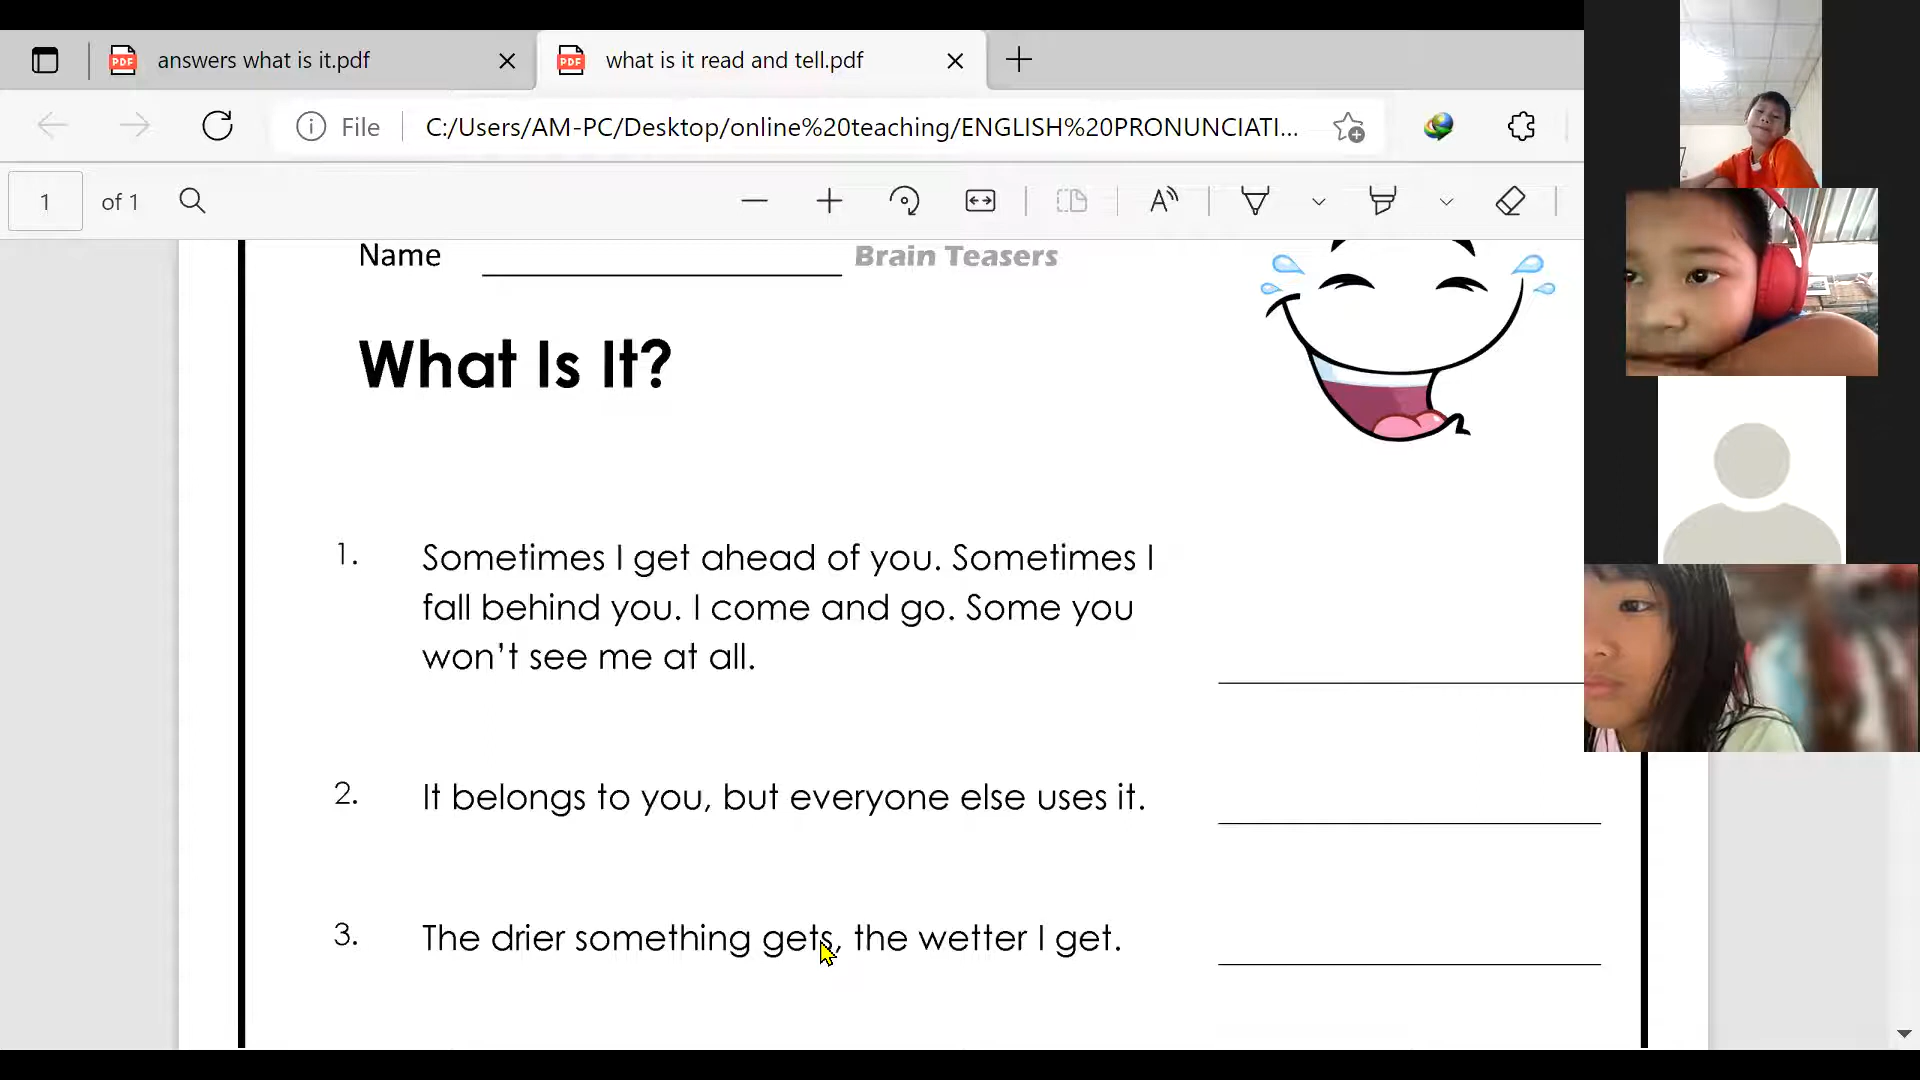 answers what is it.pdf
what is it read and tell.pdf
File
C:/Users/AM-PC/Desktop/online%20teaching/ENGLISH%20PRONUNCIATI...
1 of 1
Name
Brain Teasers
What Is It?
1. Sometimes I get ahead of you. Sometimes I
fall behind you. I come and go. Some you
won't see me at all.
2. It belongs to you, but everyone else uses it.
3. The drier something gets, the wetter I get.